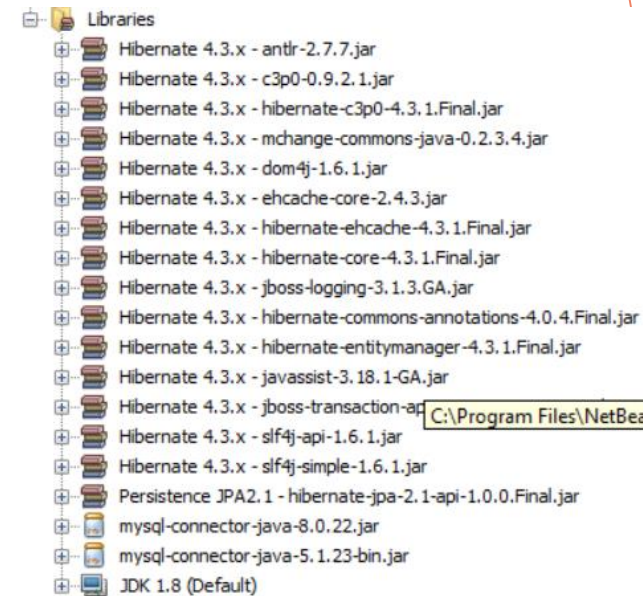 Libraries
Hibernate 4.3.x - antlr-2.7.7.jar
Hibernate 4.3.x - c3p0-0.9.2.1.jar
Hibernate 4.3.x - hibernate-c3p0-4.3.1.Final.jar
Hibernate 4.3.x - mchange-commons-java-0.2.3.4.jar
Hibernate 4.3.x - dom4j-1.6.1.jar
Hibernate 4.3.x - ehcache-core-2.4.3.jar
Hibernate 4.3.x - hibernate-ehcache-4.3.1.Final.jar
Hibernate 4.3.x - hibernate-core-4.3.1.Final.jar
Hibernate 4.3.x - jboss-logging-3.1.3.GA.jar
Hibernate 4.3.x - hibernate-commons-annotations-4.0.4.Final.jar
Hibernate 4.3.x - hibernate-entitymanager-4.3.1.Final.jar
Hibernate 4.3.x - javassist-3.18.1-GA.jar
Hibernate 4.3.x - jboss-transaction-ap C:\Program Files\NetBea
Hibernate 4.3.x - slf4j-api-1.6.1.jar
Hibernate 4.3.x - slf4j-simple-1.6.1.jar
Persistence JPA2.1 - hibernate-jpa-2.1-api-1.0.0.Final.jar
mysql-connector-java-8.0.22.jar
mysql-connector-java-5.1.23-bin.jar
JDK 1.8 (Default)